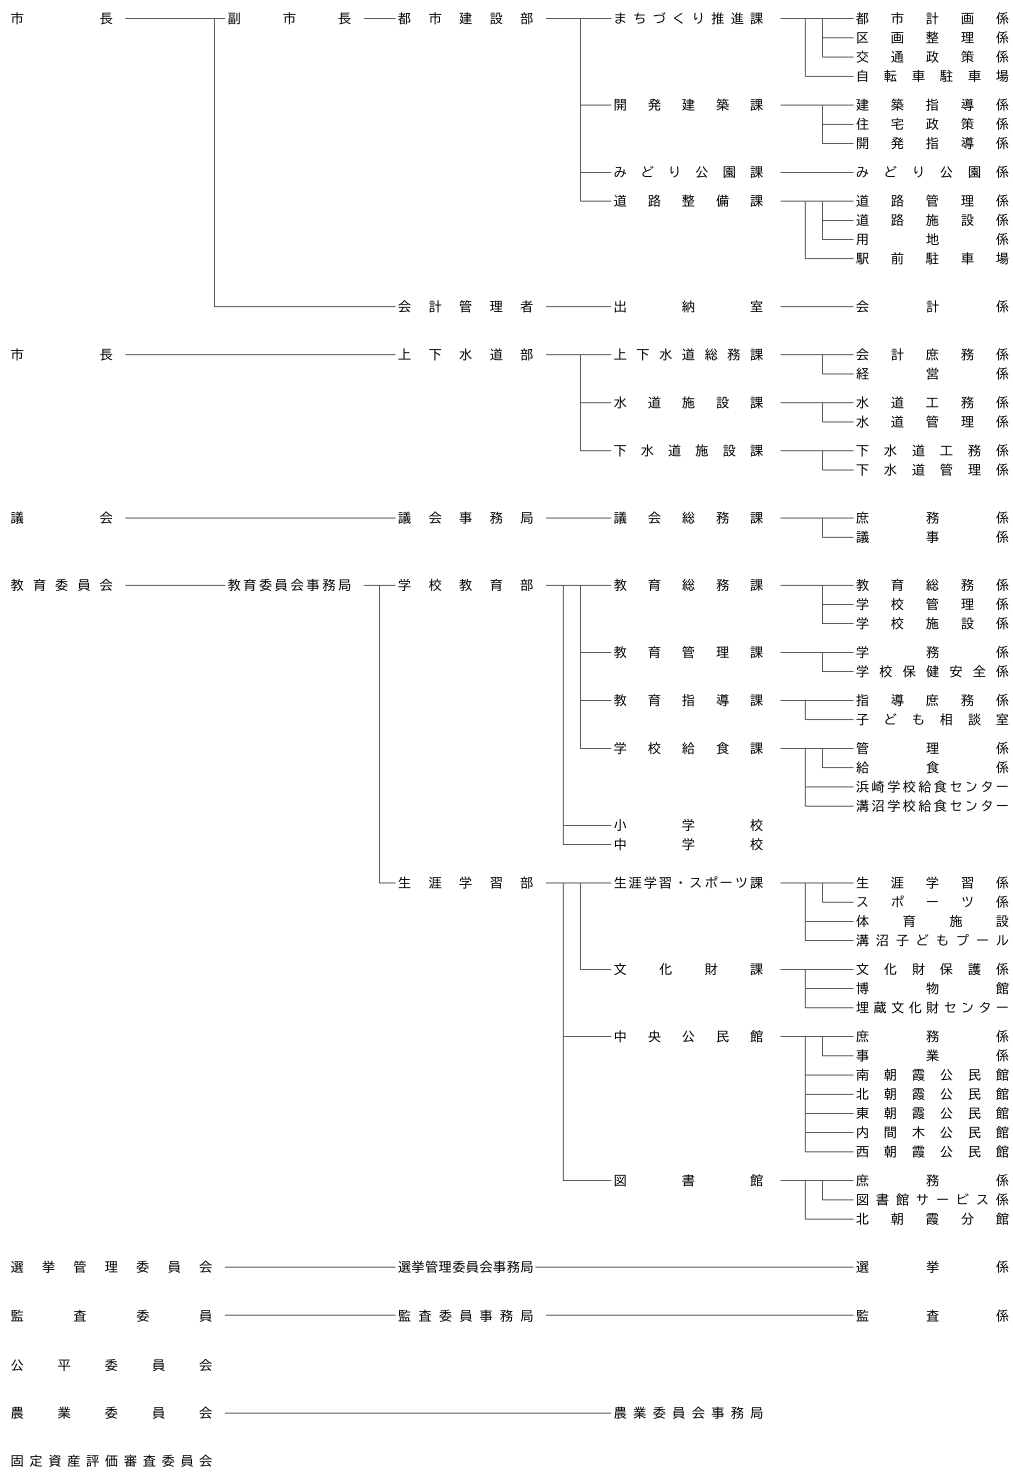 市長 副市長 都市建設部 まちづくり推進課 都市計画係
区画整理係
交通政策係
自転車駐車場
開発建築課 建築指導係
住宅政策係
開発指導係
みどり公園課 みどり公園係
道路整備課 道路管理係
道路施設係
用地係
駅前駐車場
会計管理者 出納室 会計係
市長 上下水道部 上下水道総務課 会計庶務係
経営係
水道施設課 水道工務係
水道管理係
下水道施設課 下水道工務係
下水道管理係
議会 議会事務局 議会総務課 庶務係
議事係
教育委員会 教育委員会事務局 学校教育部 教育総務課 教育総務係
学校管理係
学校施設係
教育管理課 学務係
学校保健安全係
教育指導課 指導庶務係
子ども相談室
学校給食課 管理係
給食係
浜崎学校給食センター
溝沼学校給食センター
小学校
中学校
生涯学習部 生涯学習・スポーツ課 生涯学習係
スポーツ係
体育施設
溝沼子どもプール
文化財課 文化財保護係
博物館
埋蔵文化財センター
中央公民館 庶務係
事業係
南朝霞公民館
北朝霞公民館
東朝霞公民館
内間木公民館
西朝霞公民館
図書館 庶務係
図書館サービス係
北朝霞分館
選挙管理委員会 選挙管理委員会事務局 選挙係
監査委員 監査委員事務局 監査係
公平委員会
農業委員会 農業委員会事務局
固定資産評価審査委員会